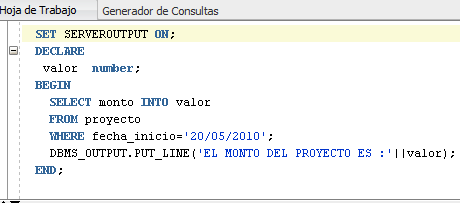 Hoja de Trabajo Generador de Consultas
SET SERVEROUTPUT ON;
DECLARE
valor number;
BEGIN
SELECT monto INTO valor
FROM proyecto
WHERE fecha_inicio='20/05/2010';
DBMS_OUTPUT.PUT_LINE('EL MONTO DEL PROYECTO ES :'||valor);
END;